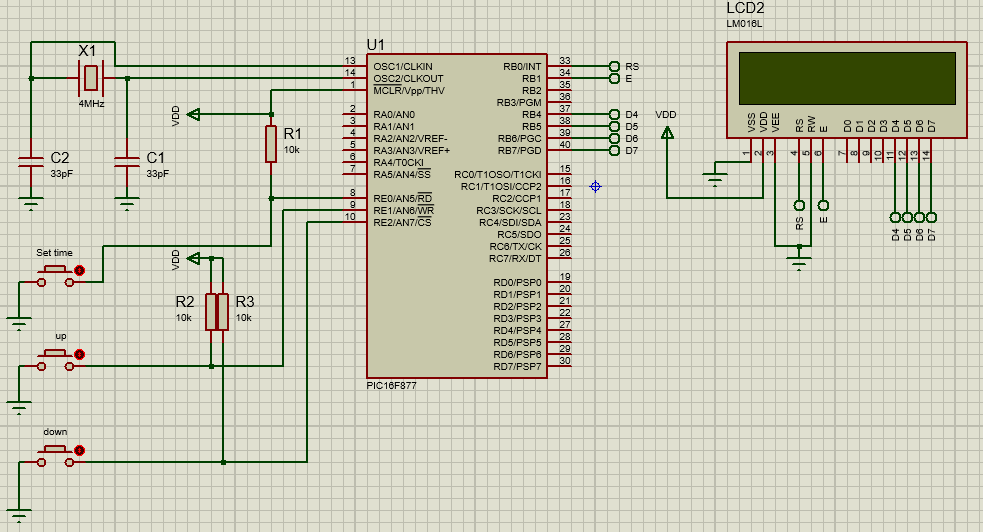 LCD2
LM016L
VSS
VDD
VEE
RS
RW
E
D0
D1
D2
D3
D4
D5
D6
D7
1
2
3
4
5
6
7
8
9
10
11
12
13
14
VDD
RS
E
D4
D5
D6
D7
X1
4MHz
C2
33pF
C1
33pF
VDD
R1
10k
U1
13 OSC1/CLKIN
14 OSC2/CLKOUT
1 MCLR/Vpp/THV
2 RA0/AN0
3 RA1/AN1
4 RA2/AN2/VREF-
5 RA3/AN3/VREF+
6 RA4/T0CKI
7 RA5/AN4/SS
8 RE0/AN5/RD
9 RE1/AN6/WR
10 RE2/AN7/CS
RB0/INT 33 RS
RB1 34 E
RB2 35
RB3/PGM 36
RB4 37 D4
RB5 38 D5
RB6/PGC 39 D6
RB7/PGD 40 D7
RC0/T1OSO/T1CKI 15
RC1/T1OSI/CCP2 16
RC2/CCP1 17
RC3/SCK/SCL 18
RC4/SDI/SDA 23
RC5/SDO 24
RC6/TX/CK 25
RC7/RX/DT 26
RD0/PSP0 19
RD1/PSP1 20
RD2/PSP2 21
RD3/PSP3 22
RD4/PSP4 27
RD5/PSP5 28
RD6/PSP6 29
RD7/PSP7 30
PIC16F877
Set time
VDD
R2
10k
R3
10k
up
down